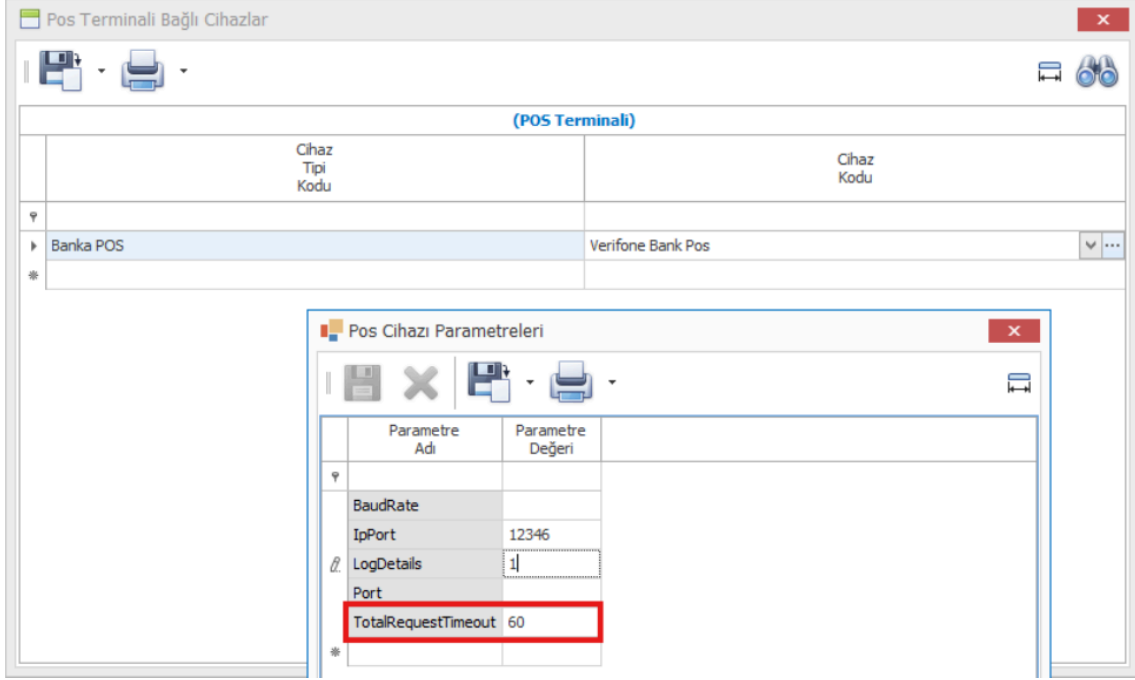 Pos Terminali Bağlı Cihazlar
(POS Terminali)
Cihaz
Tipi
Kodu
Cihaz
Kodu
Banka POS
Verifone Bank Pos
Pos Cihazı Parametreleri
Parametre
Adı
Parametre
Değeri
BaudRate
IpPort 12346
LogDetails 1
Port
TotalRequestTimeout 60